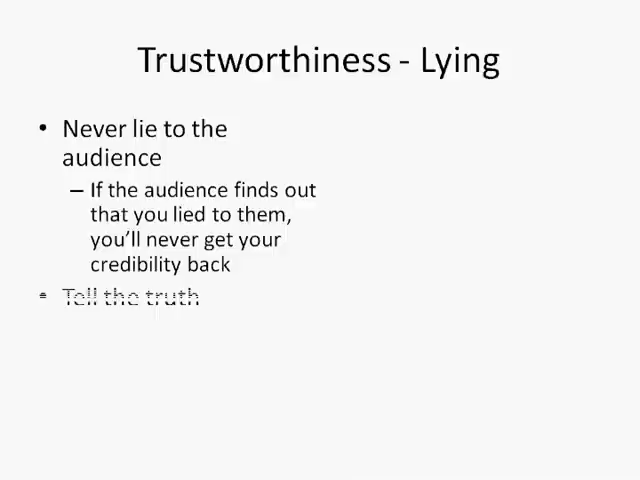 Trustworthiness - Lying
• Never lie to the
audience
– If the audience finds out
that you lied to them,
you’ll never get your
credibility back
• Tell the truth